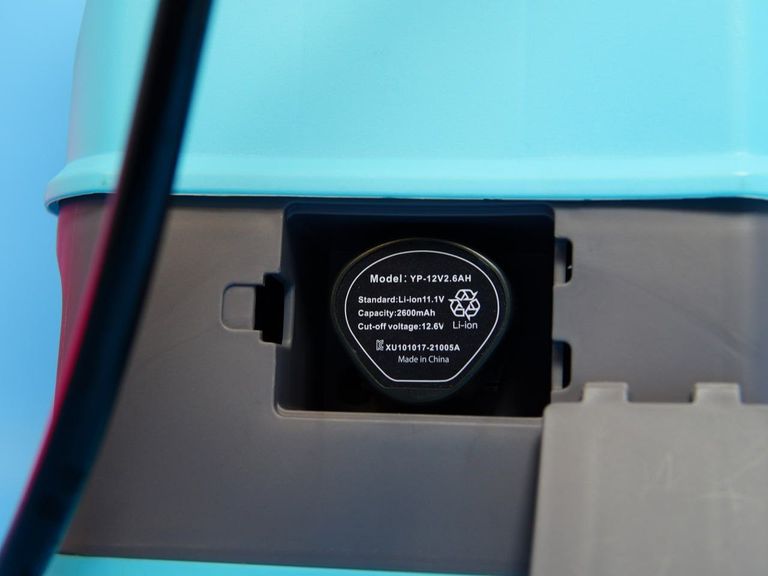 Model: YP-12V2.6AH
Standard:Li-ion11.1V
Capacity:2600mAh
Cut-off voltage:12.6V
Li-ion
XU101017-21005A
Made in China